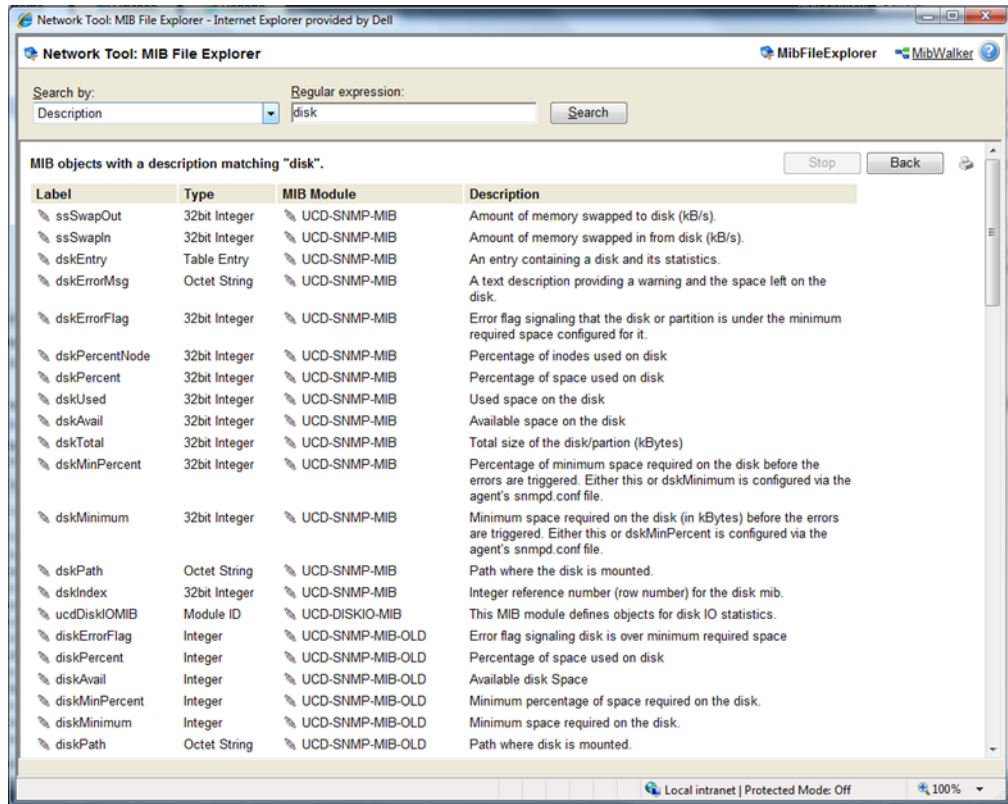 Network Tool: MIB File Explorer - Internet Explorer provided by Dell
Network Tool: MIB File Explorer MibFileExplorer MibWalker
Search by: Regular expression:
Description disk Search
MIB objects with a description matching "disk". Stop Back
Label Type MIB Module Description
ssSwapOut 32bit Integer UCD-SNMP-MIB Amount of memory swapped to disk (kB/s).
ssSwapIn 32bit Integer UCD-SNMP-MIB Amount of memory swapped in from disk (kB/s).
dskEntry Table Entry UCD-SNMP-MIB An entry containing a disk and its statistics.
dskErrorMsg Octet String UCD-SNMP-MIB A text description providing a warning and the space left on the
disk.
dskErrorFlag 32bit Integer UCD-SNMP-MIB Error flag signaling that the disk or partition is under the minimum
required space configured for it.
dskPercentNode 32bit Integer UCD-SNMP-MIB Percentage of inodes used on disk
dskPercent 32bit Integer UCD-SNMP-MIB Percentage of space used on disk
dskUsed 32bit Integer UCD-SNMP-MIB Used space on the disk
dskAvail 32bit Integer UCD-SNMP-MIB Available space on the disk
dskTotal 32bit Integer UCD-SNMP-MIB Total size of the disk/partion (kBytes)
dskMinPercent 32bit Integer UCD-SNMP-MIB Percentage of minimum space required on the disk before the
errors are triggered. Either this or dskMinimum is configured via the
agent's snmpd.conf file.
dskMinimum 32bit Integer UCD-SNMP-MIB Minimum space required on the disk (in kBytes) before the errors
are triggered. Either this or dskMinPercent is configured via the
agent's snmpd.conf file.
dskPath Octet String UCD-SNMP-MIB Path where the disk is mounted.
dskIndex 32bit Integer UCD-SNMP-MIB Integer reference number (row number) for the disk mib.
ucdDiskIOMIB Module ID UCD-DISKIO-MIB This MIB module defines objects for disk IO statistics.
diskErrorFlag Integer UCD-SNMP-MIB-OLD Error flag signaling disk is over minimum required space
diskPercent Integer UCD-SNMP-MIB-OLD Percentage of space used on disk
diskAvail Integer UCD-SNMP-MIB-OLD Available disk Space
diskMinPercent Integer UCD-SNMP-MIB-OLD Minimum percentage of space required on the disk.
diskMinimum Integer UCD-SNMP-MIB-OLD Minimum space required on the disk.
diskPath Octet String UCD-SNMP-MIB-OLD Path where disk is mounted.
Local intranet | Protected Mode: Off 100%